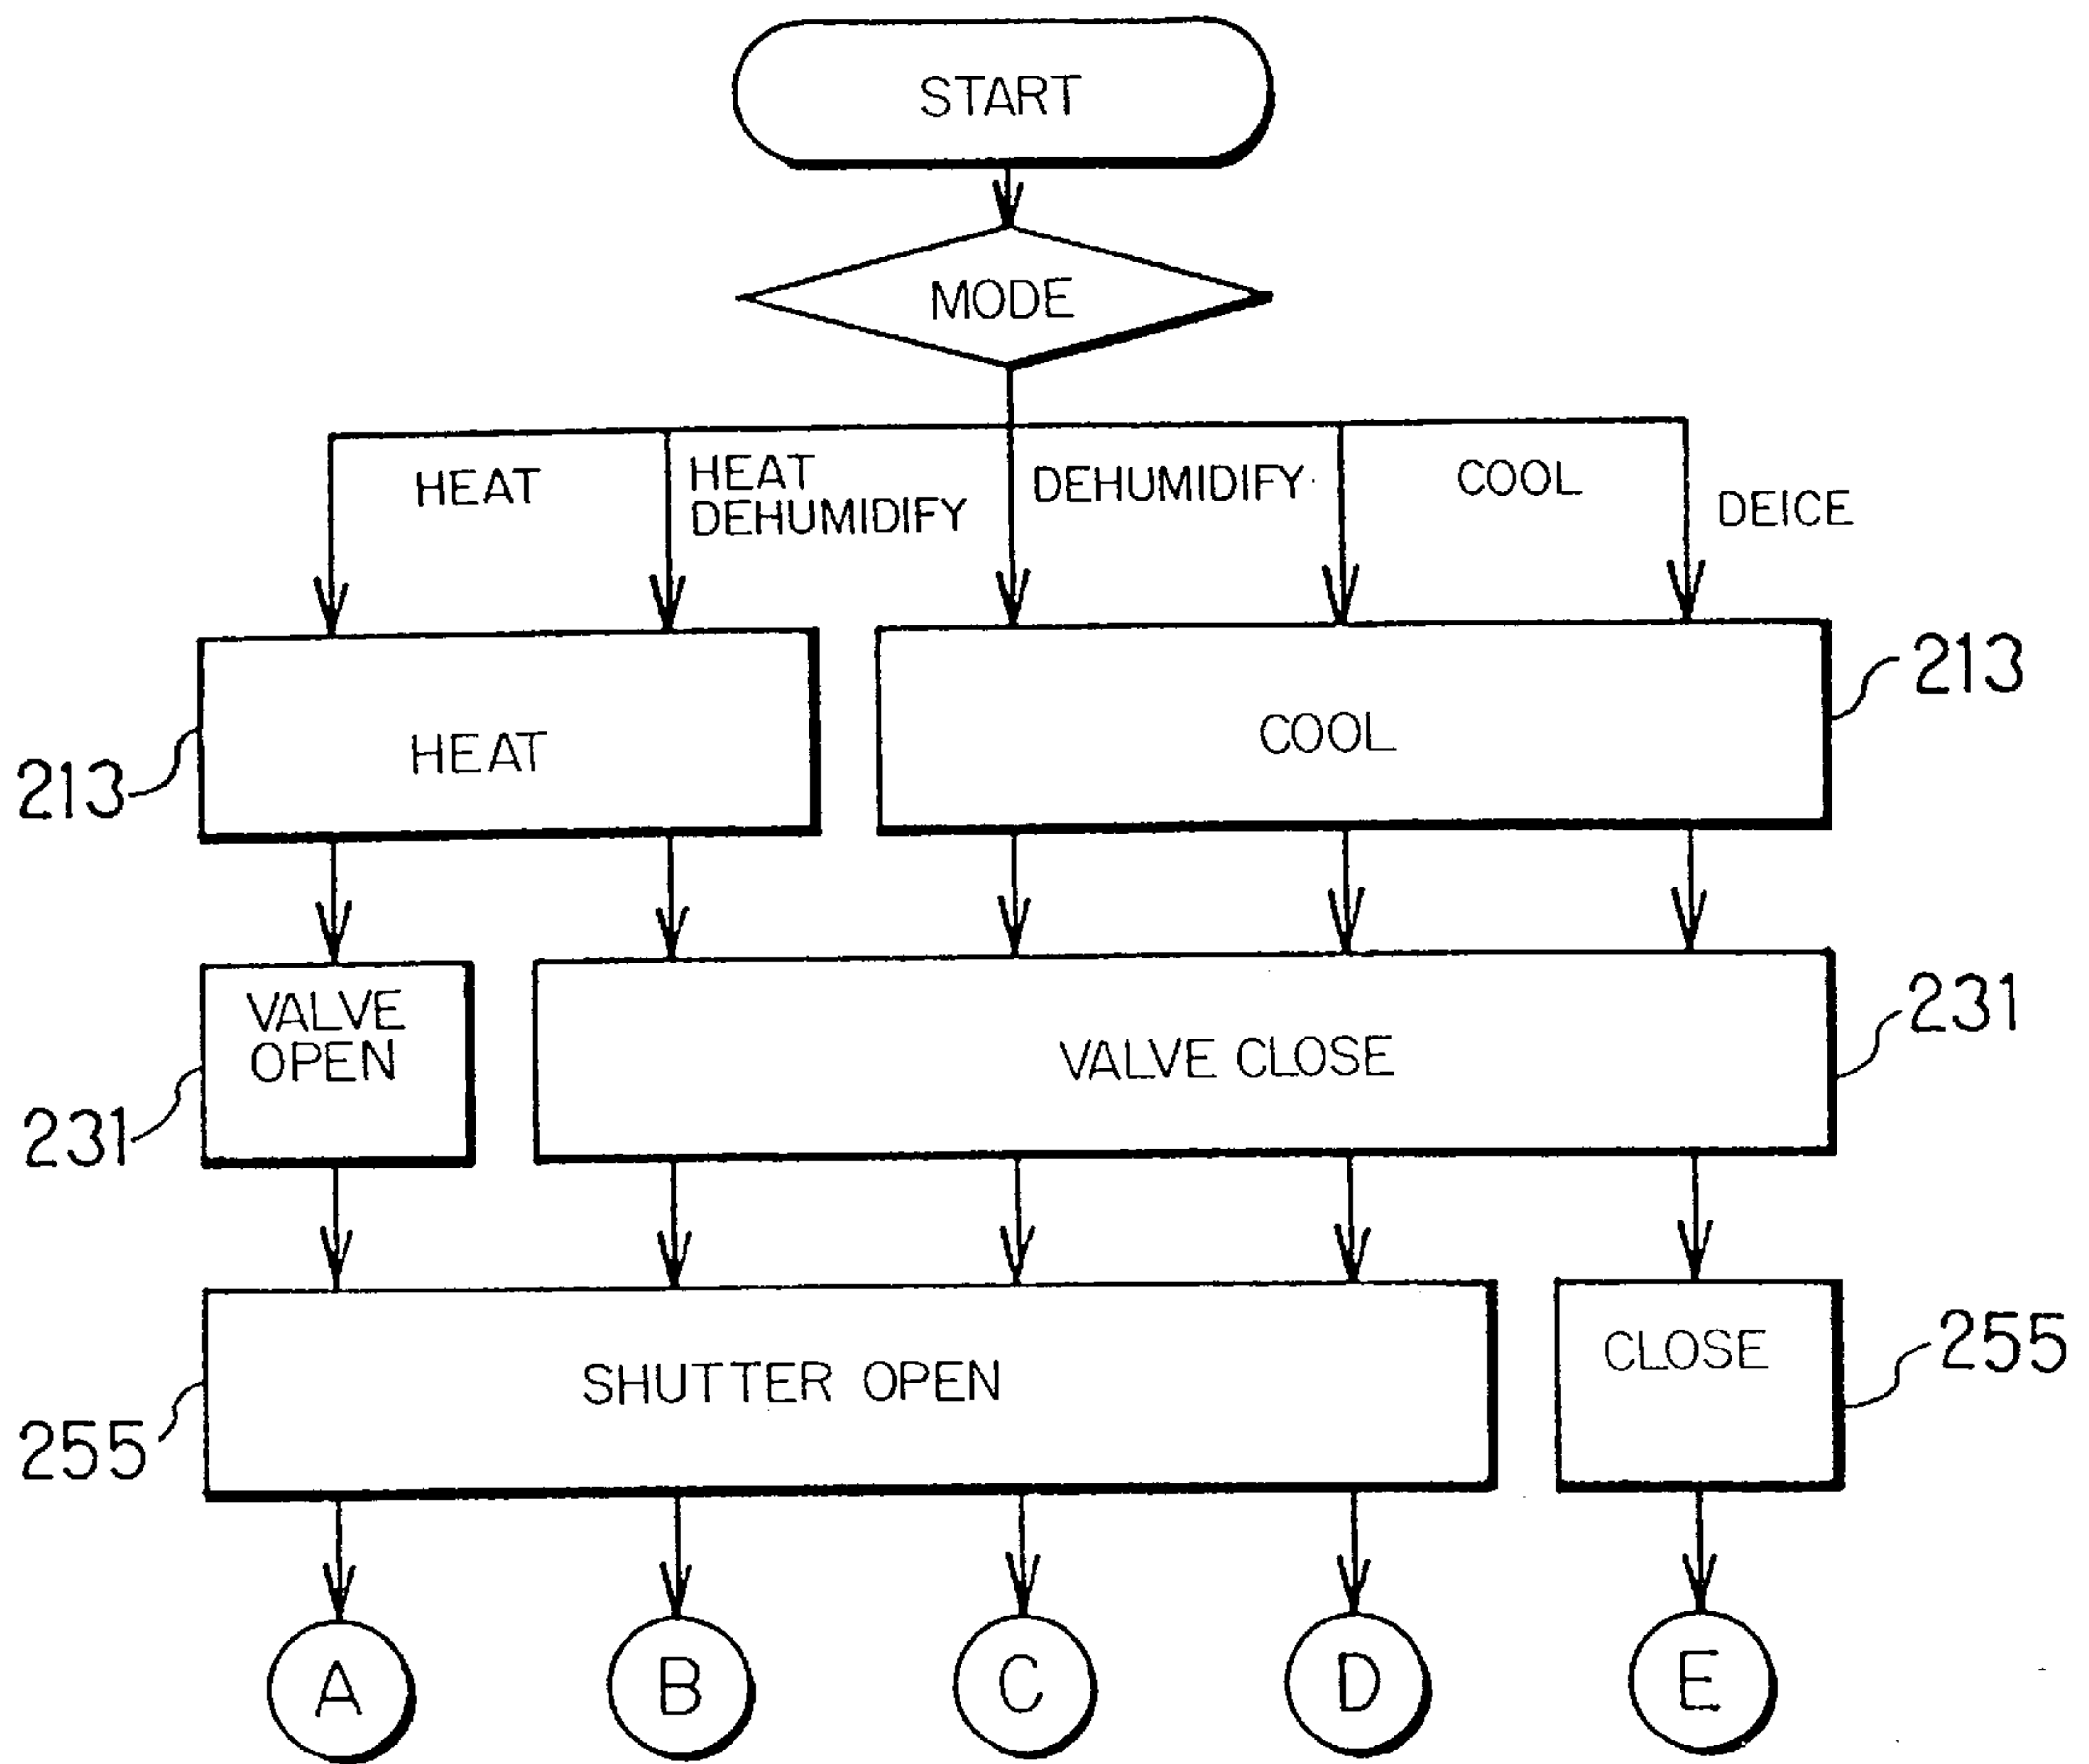 START
MODE
HEAT
HEAT
DEHUMIDIFY
DEHUMIDIFY
COOL
DEICE
213
HEAT
COOL
213
VALVE
OPEN
231
VALVE CLOSE
231
SHUTTER OPEN
255
CLOSE
255
A
B
C
D
E